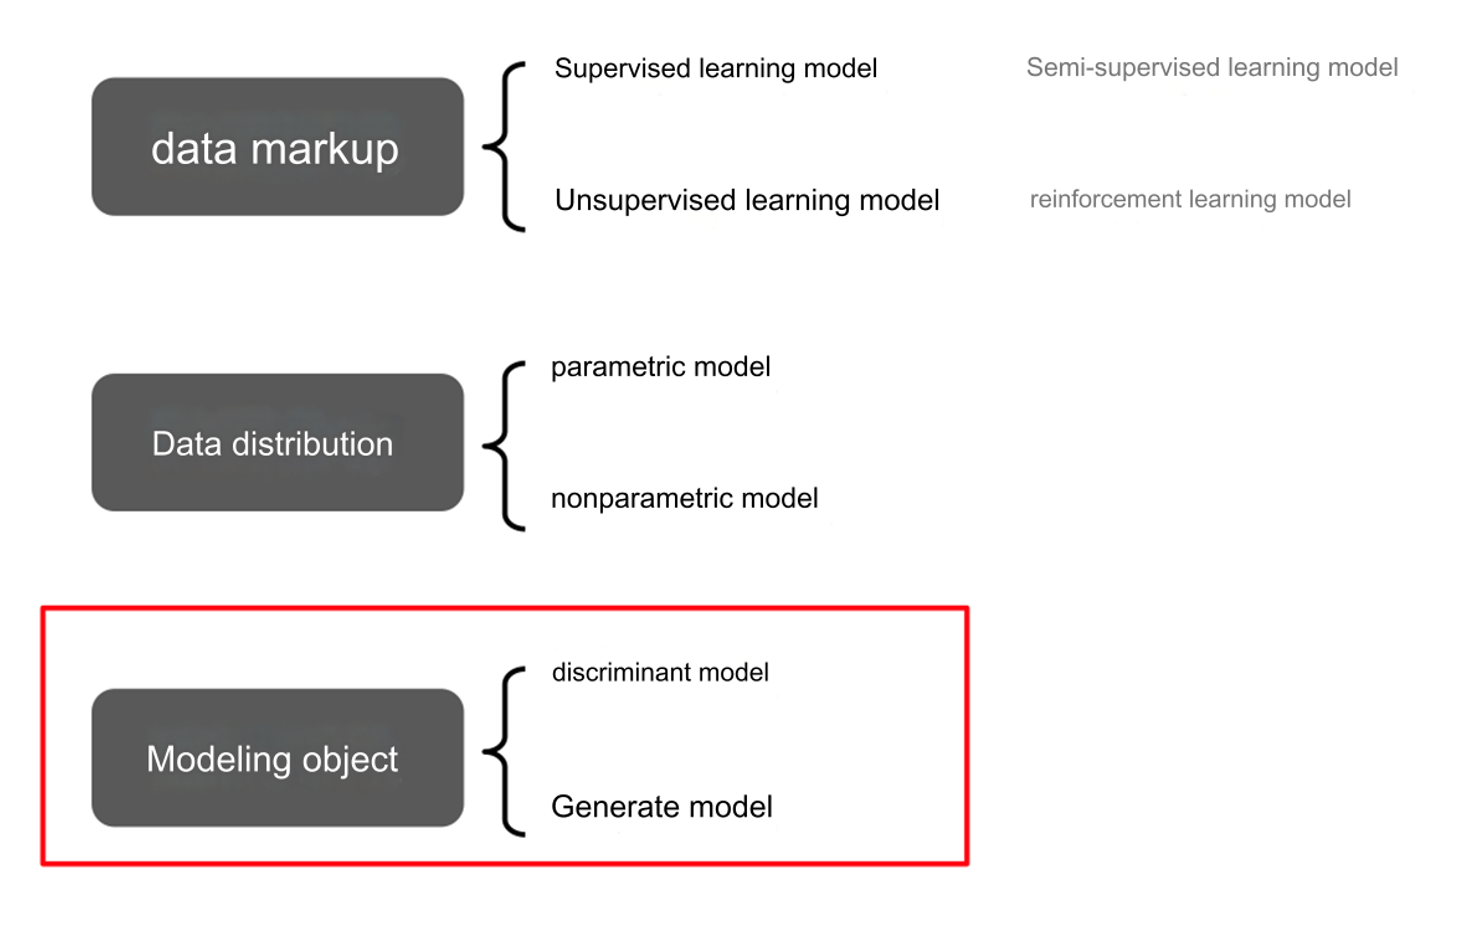 data markup
Supervised learning model
Semi-supervised learning model
Unsupervised learning model
reinforcement learning model
Data distribution
parametric model
nonparametric model
Modeling object
discriminant model
Generate model